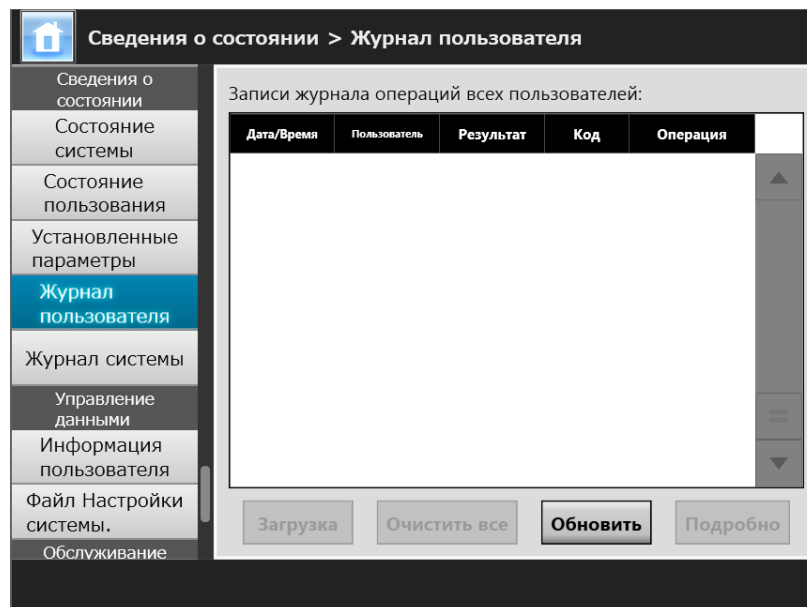 Сведения о состоянии > Журнал пользователя
Сведения о
состоянии
Состояние
системы
Состояние
пользования
Установленные
параметры
Журнал
пользователя
Журнал системы
Управление
данными
Информация
пользователя
Файл Настройки
системы.
Обслуживание
Записи журнала операций всех пользователей:
Дата/Время Пользователь Результат Код Операция
Загрузка Очистить все Обновить Подробно